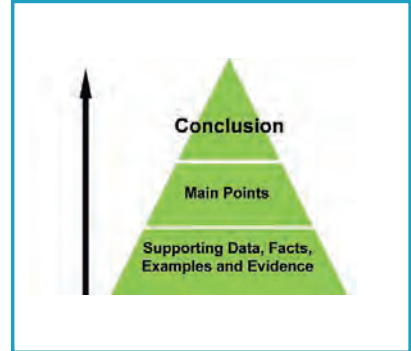 Conclusion
Main Points
Supporting Data, Facts,
Examples and Evidence